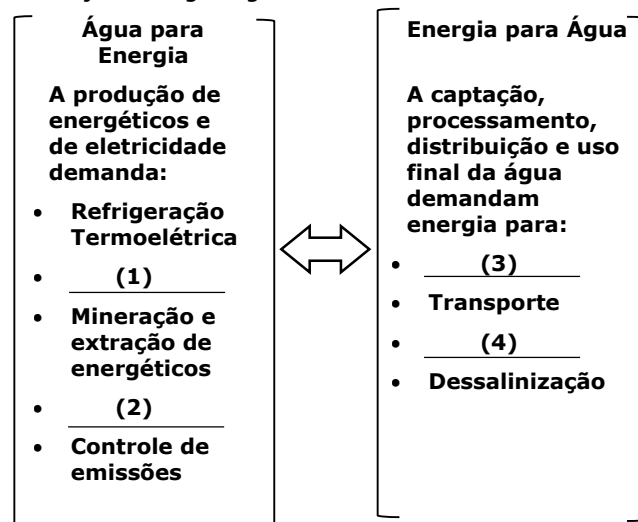 Água para
Energia
A produção de
energéticos e
de eletricidade
demanda:
• Refrigeração
Termoelétrica
• (1)
• Mineração e
extração de
energéticos
• (2)
• Controle de
emissões
Energia para Água
A captação,
processamento,
distribuição e uso
final da água
demandam
energia para:
• (3)
• Transporte
• (4)
• Dessalinização